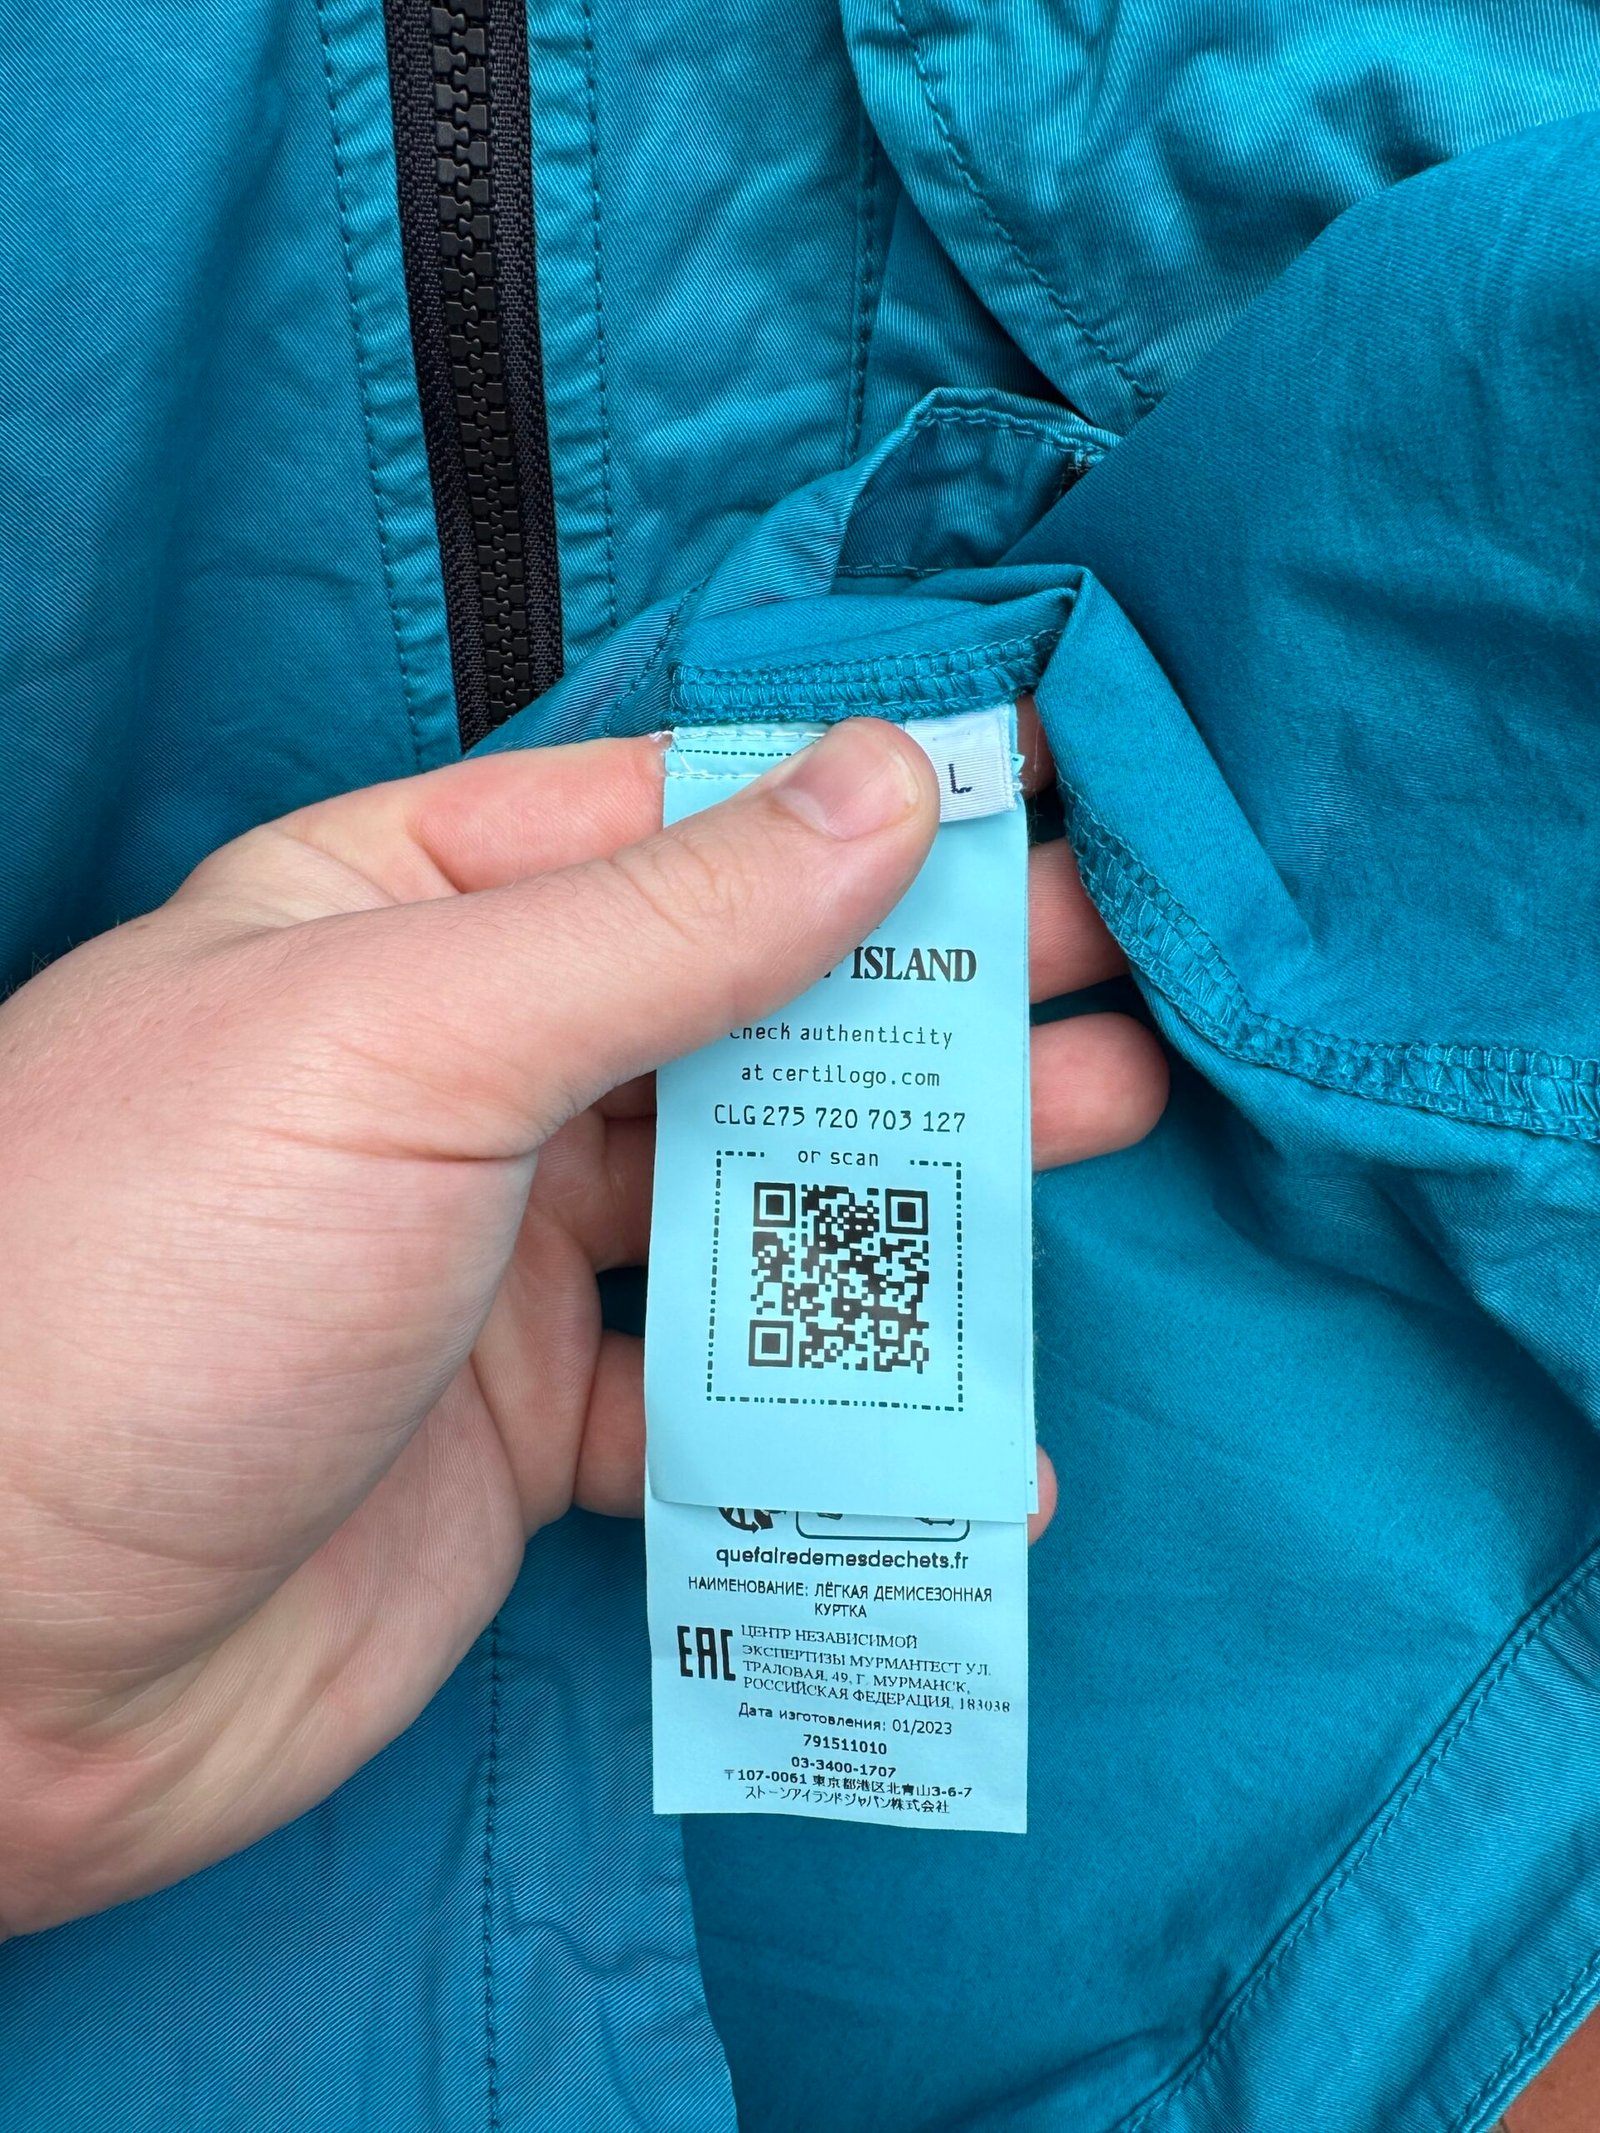 L
ISLAND
check authenticity
at certilogo.com
CLG 275 720 703 127
or scan
quefairedemesdechets.fr
НАИМЕНОВАНИЕ: ЛЁГКАЯ ДЕМИСЕЗОННАЯ
КУРТКА
EAC
ЦЕНТР НЕЗАВИСИМОЙ
ЭКСПЕРТИЗЫ МУРМАНТЕСТ УЛ.
ТРАЛОВАЯ, 49, Г. МУРМАНСК,
РОССИЙСКАЯ ФЕДЕРАЦИЯ, 183038
Дата изготовления: 01/2023
791511010
03-3400-1707
〒107-0061 東京都港区北青山3-6-7
ストーンアイランドジャパン株式会社